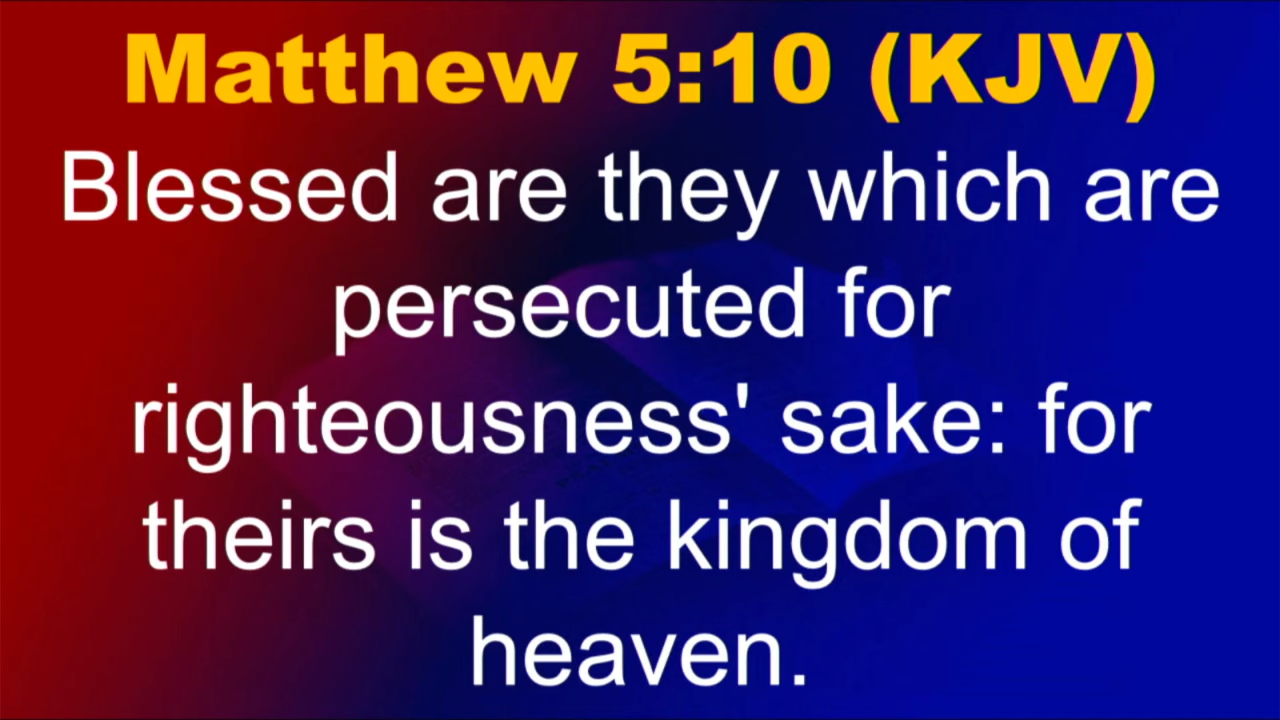 Matthew 5:10 (KJV)
Blessed are they which are
persecuted for
righteousness' sake: for
theirs is the kingdom of
heaven.